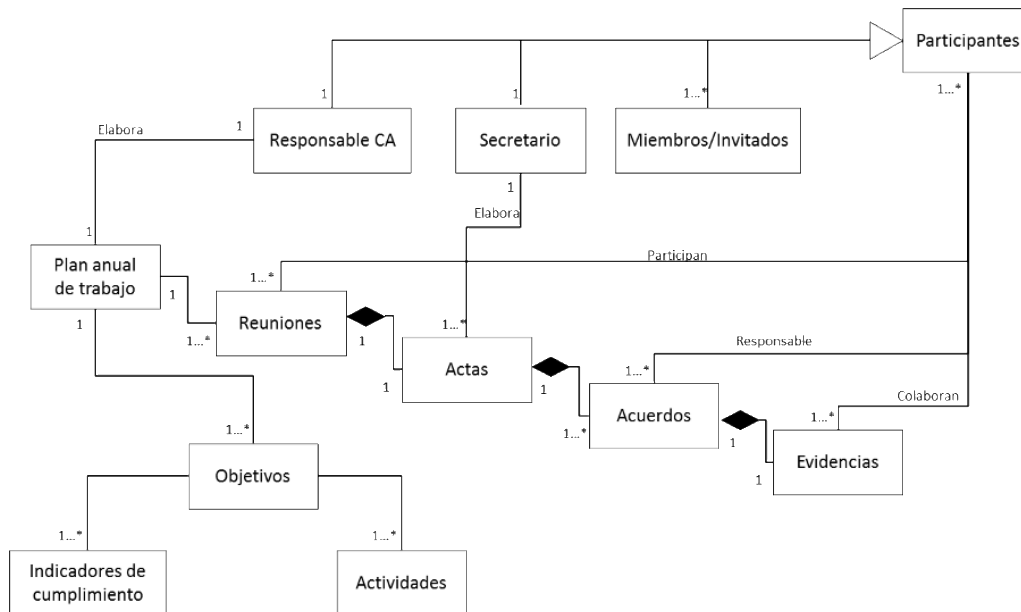 Participantes
1...*
1
1
1...*
Elabora
1
Responsable CA
Secretario
Miembros/Invitados
1
Elabora
1
Plan anual
de trabajo
1...*
Participan
1
1
1...*
Reuniones
1
1...*
Actas
1
1
Responsable
1...*
1...*
Acuerdos
1...*
1
Colaboran
1...*
Evidencias
1
1...*
Objetivos
1...*
1...*
Indicadores de
cumplimiento
Actividades